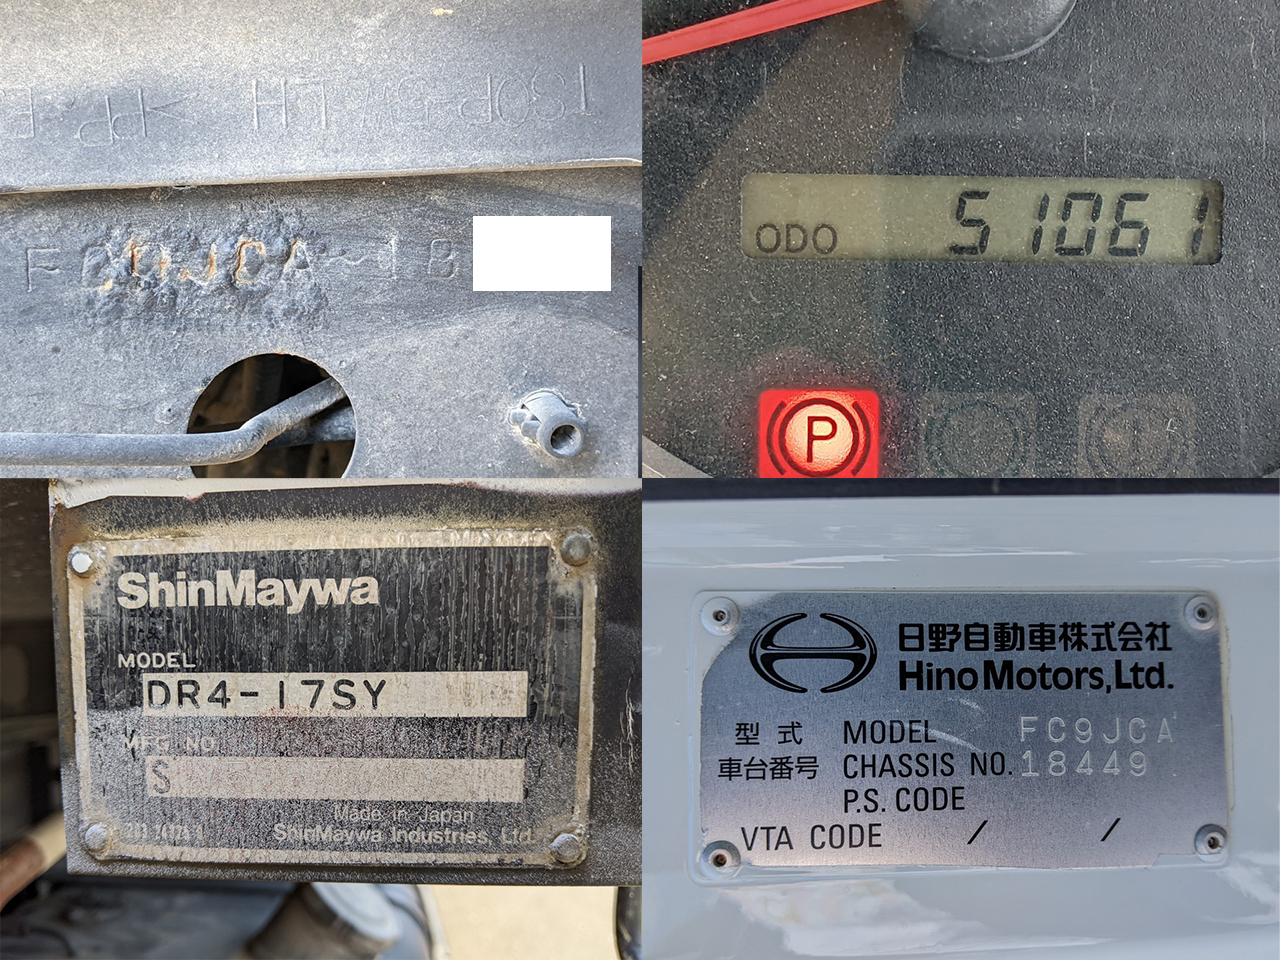 FC9JCA-18
ODO 51061
P
ShinMaywa
MODEL
DR4-17SY
MFG NO
S
Made in Japan
ShinMaywa Industries, Ltd.
日野自動車株式会社
Hino Motors, Ltd.
型式 MODEL FC9JCA
車台番号 CHASSIS NO. 18449
P.S. CODE
VTA CODE / /